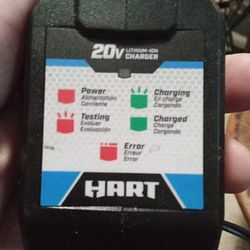 20V LITHIUM-ION
CHARGER
Power
Alimentation
Corriente
Charging
En charge
Cargando
Testing
Évaluer
Evaluación
Charged
Charge
Cargado
Error
Erreur
Error
HART